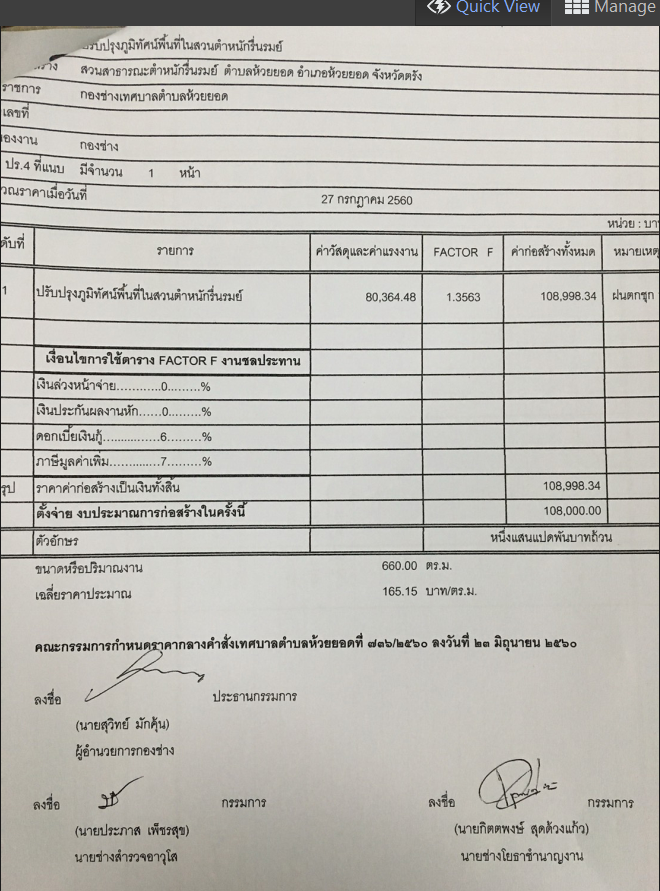 Quick View Manage
ปรับปรุงภูมิทัศน์พื้นที่ในสวนตำหนักรื่นรมย์
สวนสาธารณะตำหนักรื่นรมย์ ตำบลห้วยยอด อำเภอห้วยยอด จังหวัดตรัง
ราชการ กองช่างเทศบาลตำบลห้วยยอด
เลขที่
ของงาน กองช่าง
ปร.4 ที่แนบ มีจำนวน 1 หน้า
วณราคาเมื่อวันที่ 27 กรกฎาคม 2560
หน่วย : บา
ดับที่ รายการ ค่าวัสดุและค่าแรงงาน FACTOR F ค่าก่อสร้างทั้งหมด หมายเหตุ
1 ปรับปรุงภูมิทัศน์พื้นที่ในสวนตำหนักรื่นรมย์ 80,364.48 1.3563 108,998.34 ฝนตกชุก
เงื่อนไขการใช้ตาราง FACTOR F งานชลประทาน
เงินล่วงหน้าจ่าย............0.........%
เงินประกันผลงานหัก......0.........%
ดอกเบี้ยเงินกู้..............6.........%
ภาษีมูลค่าเพิ่ม.............7.........%
รุป ราคาค่าก่อสร้างเป็นเงินทั้งสิ้น 108,998.34
ตั้งจ่าย งบประมาณการก่อสร้างในครั้งนี้ 108,000.00
ตัวอักษร หนึ่งแสนแปดพันบาทถ้วน
ขนาดหรือปริมาณงาน 660.00 ตร.ม.
เฉลี่ยราคาประมาณ 165.15 บาท/ตร.ม.
คณะกรรมการกำหนดราคากลางคำสั่งเทศบาลตำบลห้วยยอดที่ ๗๓๖/๒๕๖๐ ลงวันที่ ๒๓ มิถุนายน ๒๕๖๐
ลงชื่อ ประธานกรรมการ
(นายสุวิทย์ มักคุ้น)
ผู้อำนวยการกองช่าง
ลงชื่อ กรรมการ ลงชื่อ กรรมการ
(นายประภาส เพ็ชรสุข) (นายกิตตพงษ์ สุดด้วงแก้ว)
นายช่างสำรวจอาวุโส นายช่างโยธาชำนาญงาน